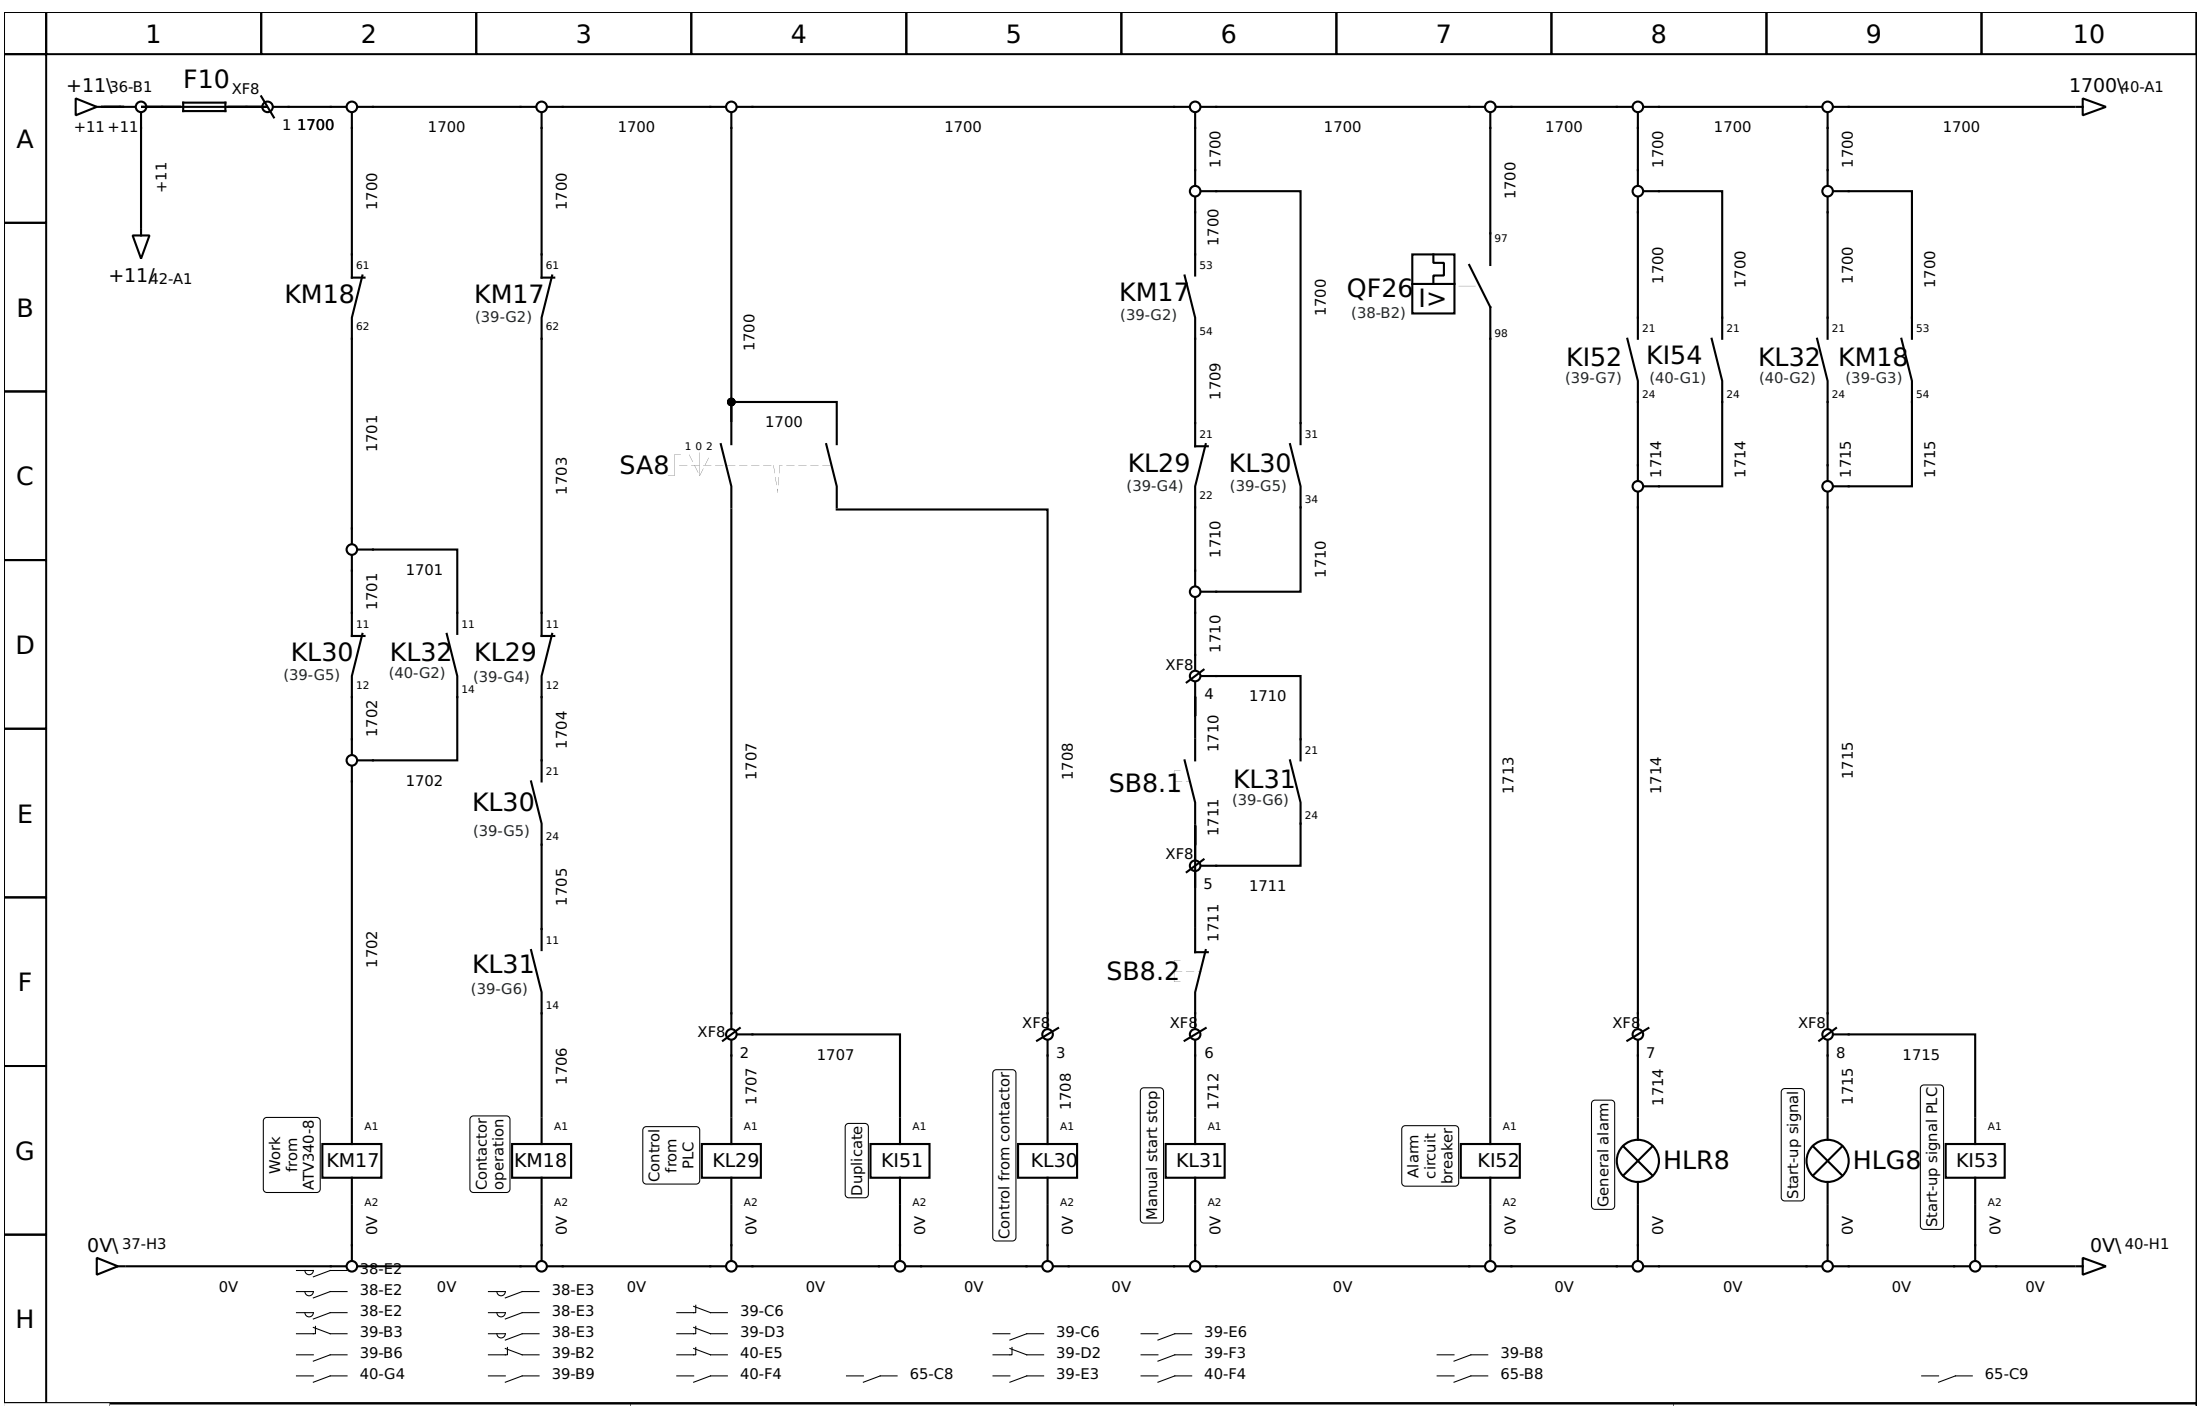 1 2 3 4 5 6 7 8 9 10
A
B
C
D
E
F
G
H
+11\36-B1
F10
XF8
1700\40-A1
+11 +11
1 1700
1700
1700
1700
1700
1700
1700
1700
+11
1700
1700
1700
1700
1700
1700
+11/42-A1
1700
1700
1700
1700
1700
1700
1700
KM18
61
62
KM17
(39-G2)
61
62
KM17
(39-G2)
53
54
QF26
(38-B2)
97
98
KI52
(39-G7)
21
24
KI54
(40-G1)
21
24
KL32
(40-G2)
21
24
KM18
(39-G3)
53
54
1701
1703
1700
1709
SA8
1 0 2
KL29
(39-G4)
21
22
KL30
(39-G5)
31
34
1714
1714
1715
1715
1710
1710
1701
1701
KL30
(39-G5)
11
12
KL32
(40-G2)
11
14
KL29
(39-G4)
11
12
1710
XF8
4
1710
1710
1702
1704
1702
KL30
(39-G5)
21
24
1707
1708
SB8.1
KL31
(39-G6)
21
24
1711
XF8
5
1711
1713
1714
1715
1705
1702
1711
KL31
(39-G6)
11
14
SB8.2
XF8
2
1707
XF8
3
XF8
6
XF8
7
XF8
8
1715
1706
1707
1708
1712
1714
1715
Work
from
ATV340-8
A1
KM17
A2
0V
Contactor
operation
A1
KM18
A2
0V
Control
from
PLC
A1
KL29
A2
0V
Duplicate
A1
KI51
A2
0V
Control from contactor
A1
KL30
A2
0V
Manual start stop
A1
KL31
A2
0V
Alarm
circuit
breaker
A1
KI52
A2
0V
General alarm
HLR8
0V
Start-up signal
HLG8
0V
Start-up signal PLC
A1
KI53
A2
0V
0V\ 37-H3
0V\ 40-H1
0V
0V
0V
0V
0V
0V
0V
0V
0V
0V
0V
38-E2
38-E2
38-E2
39-B3
39-B6
40-G4
38-E3
38-E3
38-E3
39-B2
39-B9
39-C6
39-D3
40-E5
40-F4
65-C8
39-C6
39-D2
39-E3
39-E6
39-F3
40-F4
39-B8
65-B8
65-C9